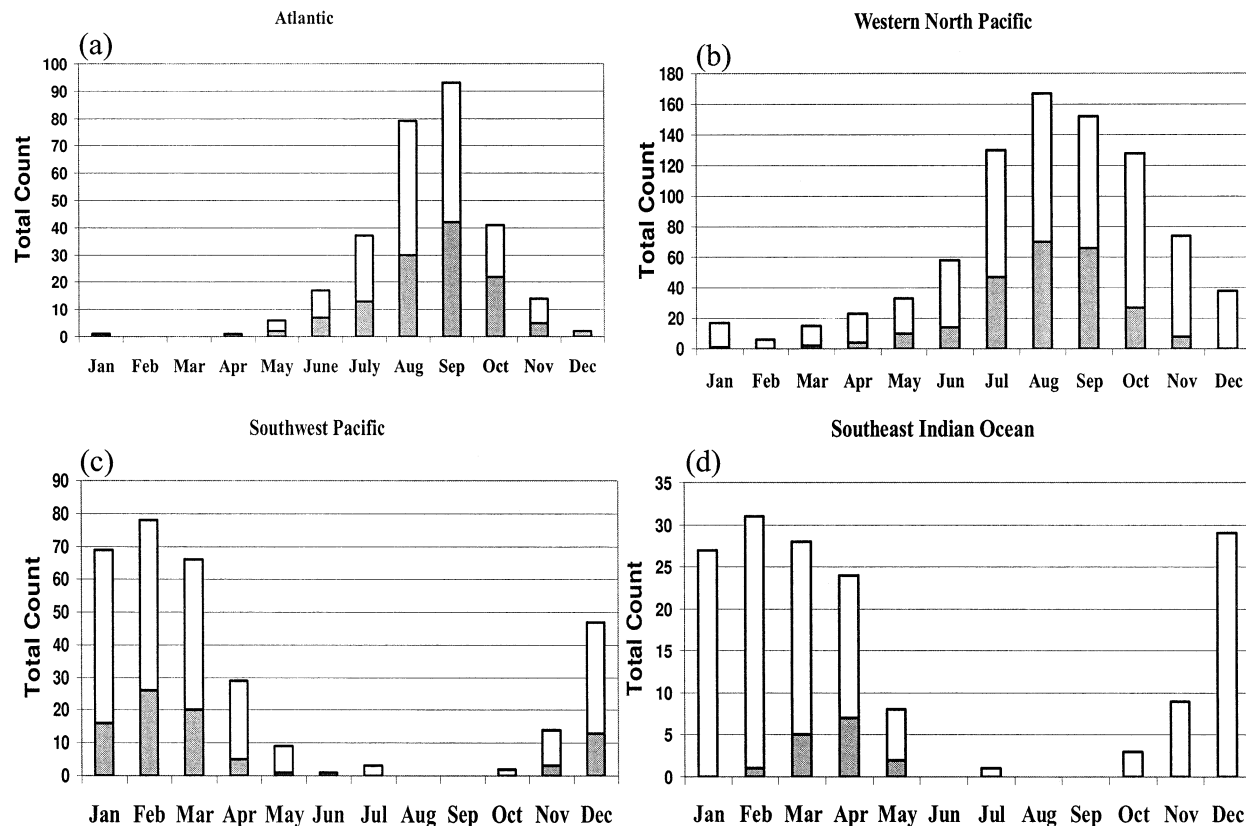 Atlantic
(a)
Total Count
100
90
80
70
60
50
40
30
20
10
0
Jan Feb Mar Apr May June July Aug Sep Oct Nov Dec
Western North Pacific
(b)
Total Count
180
160
140
120
100
80
60
40
20
0
Jan Feb Mar Apr May Jun Jul Aug Sep Oct Nov Dec
Southwest Pacific
(c)
Total Count
90
80
70
60
50
40
30
20
10
0
Jan Feb Mar Apr May Jun Jul Aug Sep Oct Nov Dec
Southeast Indian Ocean
(d)
Total Count
35
30
25
20
15
10
5
0
Jan Feb Mar Apr May Jun Jul Aug Sep Oct Nov Dec